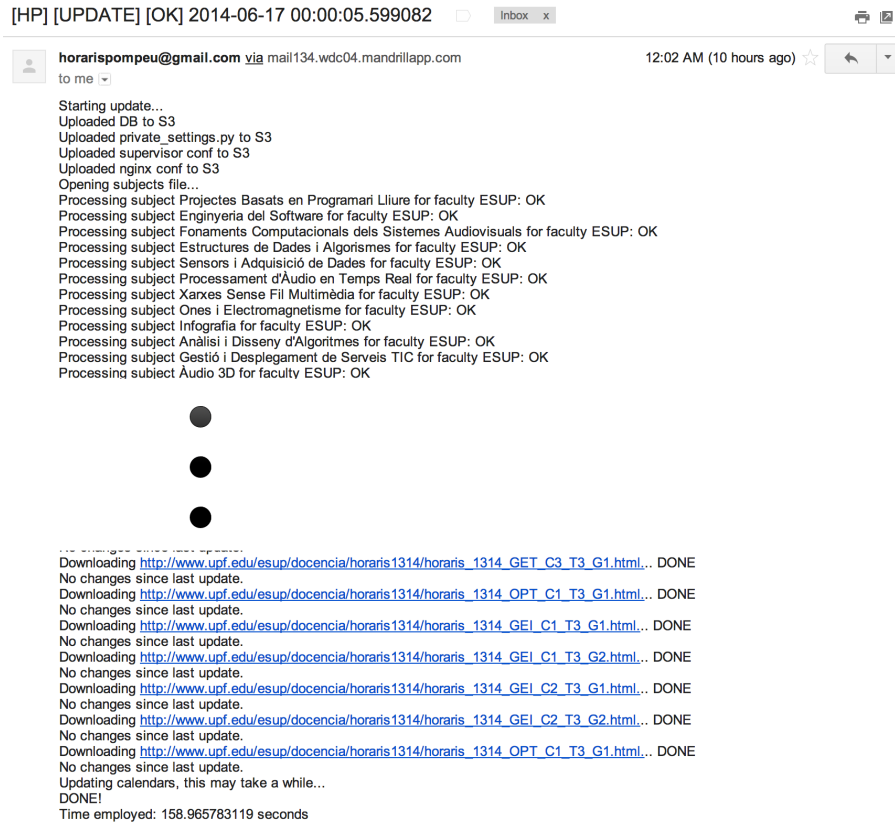 [HP] [UPDATE] [OK] 2014-06-17 00:00:05.599082 Inbox x
horarispompeu@gmail.com via mail134.wdc04.mandrillapp.com 12:02 AM (10 hours ago)
to me
Starting update...
Uploaded DB to S3
Uploaded private_settings.py to S3
Uploaded supervisor conf to S3
Uploaded nginx conf to S3
Opening subjects file...
Processing subject Projectes Basats en Programari Lliure for faculty ESUP: OK
Processing subject Enginyeria del Software for faculty ESUP: OK
Processing subject Fonaments Computacionals dels Sistemes Audiovisuals for faculty ESUP: OK
Processing subject Estructures de Dades i Algorismes for faculty ESUP: OK
Processing subject Sensors i Adquisició de Dades for faculty ESUP: OK
Processing subject Processament d'Àudio en Temps Real for faculty ESUP: OK
Processing subject Xarxes Sense Fil Multimèdia for faculty ESUP: OK
Processing subject Ones i Electromagnetisme for faculty ESUP: OK
Processing subject Infografia for faculty ESUP: OK
Processing subject Anàlisi i Disseny d'Algoritmes for faculty ESUP: OK
Processing subject Gestió i Desplegament de Serveis TIC for faculty ESUP: OK
Processing subject Àudio 3D for faculty ESUP: OK
No changes since last update.
Downloading http://www.upf.edu/esup/docencia/horaris1314/horaris_1314_GET_C3_T3_G1.html... DONE
No changes since last update.
Downloading http://www.upf.edu/esup/docencia/horaris1314/horaris_1314_OPT_C1_T3_G1.html... DONE
No changes since last update.
Downloading http://www.upf.edu/esup/docencia/horaris1314/horaris_1314_GEI_C1_T3_G1.html... DONE
No changes since last update.
Downloading http://www.upf.edu/esup/docencia/horaris1314/horaris_1314_GEI_C1_T3_G2.html... DONE
No changes since last update.
Downloading http://www.upf.edu/esup/docencia/horaris1314/horaris_1314_GEI_C2_T3_G1.html... DONE
No changes since last update.
Downloading http://www.upf.edu/esup/docencia/horaris1314/horaris_1314_GEI_C2_T3_G2.html... DONE
No changes since last update.
Downloading http://www.upf.edu/esup/docencia/horaris1314/horaris_1314_OPT_C1_T3_G1.html... DONE
No changes since last update.
Updating calendars, this may take a while...
DONE!
Time employed: 158.965783119 seconds